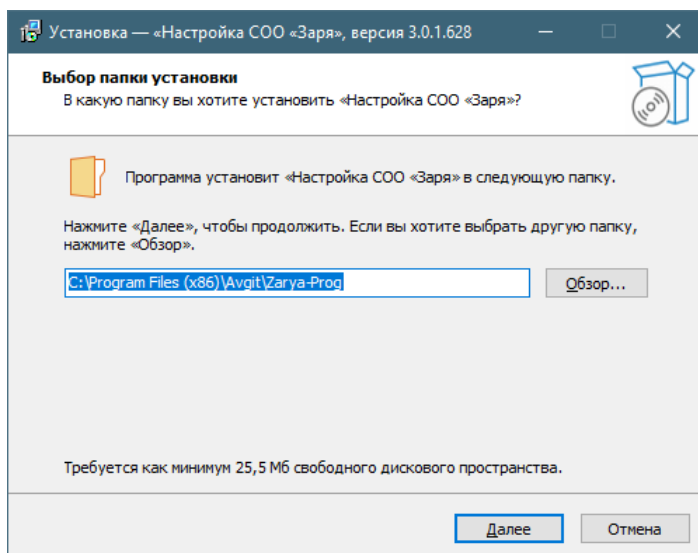 Установка — «Настройка СОО «Заря», версия 3.0.1.628
Выбор папки установки
В какую папку вы хотите установить «Настройка СОО «Заря»?
Программа установит «Настройка СОО «Заря» в следующую папку.
Нажмите «Далее», чтобы продолжить. Если вы хотите выбрать другую папку,
нажмите «Обзор».
C:\Program Files (x86)\Avgit\Zarya-Prog
Обзор...
Требуется как минимум 25,5 Мб свободного дискового пространства.
Далее
Отмена